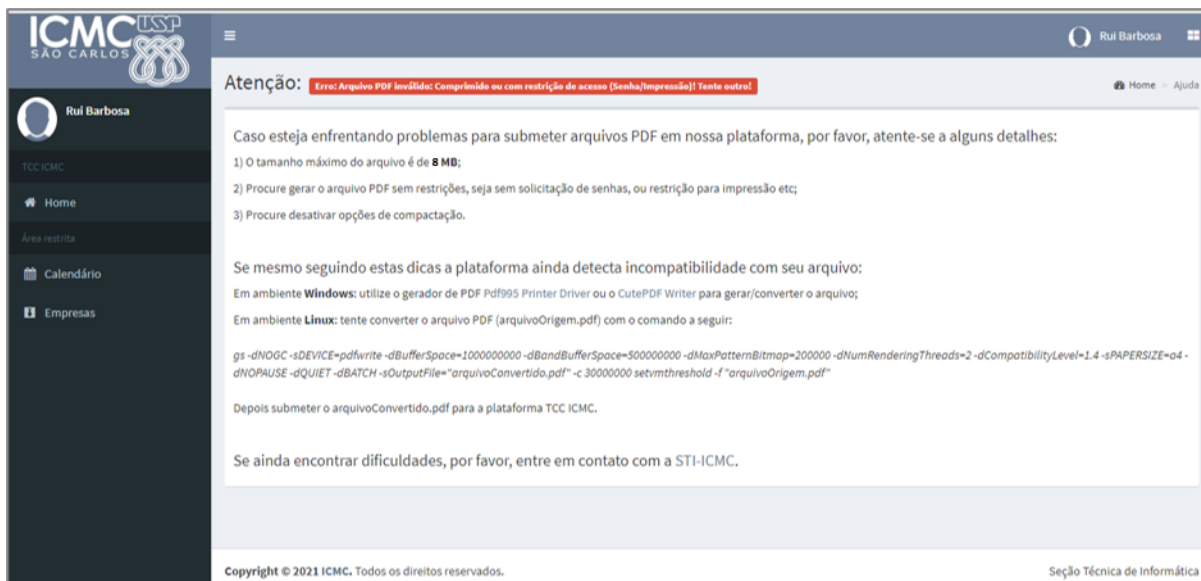 ICMC USP
SÃO CARLOS
Rui Barbosa
Rui Barbosa
TCC ICMC
Home
Área restrita
Calendário
Empresas
Atenção: Erro: Arquivo PDF inválido: Comprimido ou com restrição de acesso (Senha/Impressão)! Tente outro!
Home > Ajuda
Caso esteja enfrentando problemas para submeter arquivos PDF em nossa plataforma, por favor, atente-se a alguns detalhes:
1) O tamanho máximo do arquivo é de 8 MB;
2) Procure gerar o arquivo PDF sem restrições, seja sem solicitação de senhas, ou restrição para impressão etc;
3) Procure desativar opções de compactação.
Se mesmo seguindo estas dicas a plataforma ainda detecta incompatibilidade com seu arquivo:
Em ambiente Windows: utilize o gerador de PDF Pdf995 Printer Driver ou o CutePDF Writer para gerar/converter o arquivo;
Em ambiente Linux: tente converter o arquivo PDF (arquivoOrigem.pdf) com o comando a seguir:
gs -dNOGC -sDEVICE=pdfwrite -dBufferSpace=1000000000 -dBandBufferSpace=500000000 -dMaxPatternBitmap=200000 -dNumRenderingThreads=2 -dCompatibilityLevel=1.4 -sPAPERSIZE=a4 -
dNOPAUSE -dQUIET -dBATCH -sOutputFile="arquivoConvertido.pdf" -c 30000000 setvmthreshold -f "arquivoOrigem.pdf"
Depois submeter o arquivoConvertido.pdf para a plataforma TCC ICMC.
Se ainda encontrar dificuldades, por favor, entre em contato com a STI-ICMC.
Copyright © 2021 ICMC. Todos os direitos reservados.
Seção Técnica de Informática